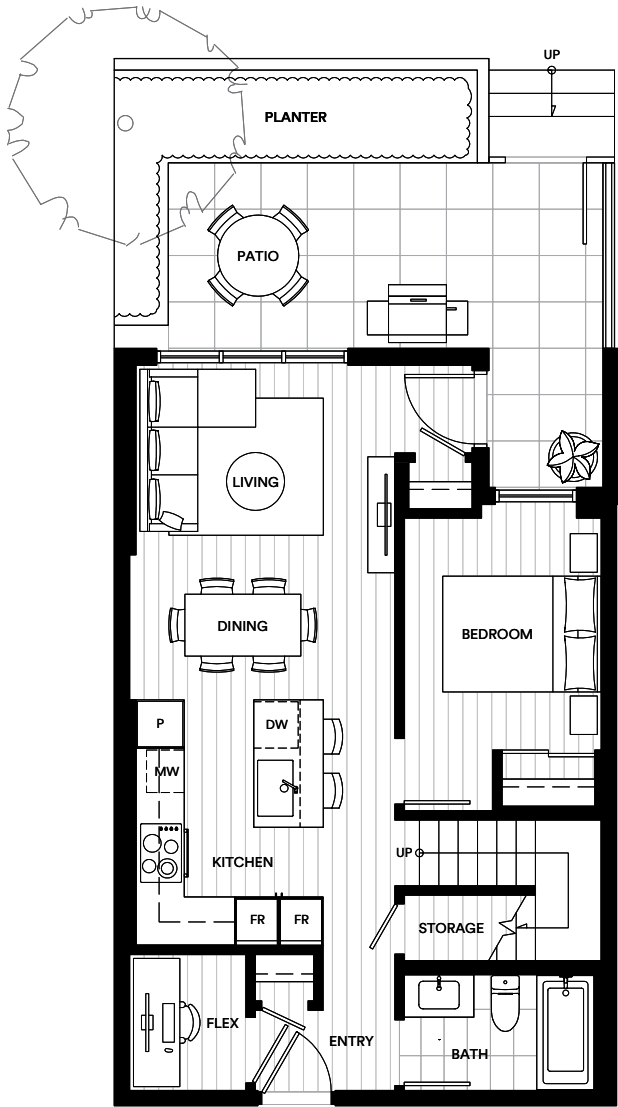 UP
PLANTER
PATIO
LIVING
DINING
BEDROOM
P
DW
MW
UP
KITCHEN
FR
FR
STORAGE
FLEX
ENTRY
BATH